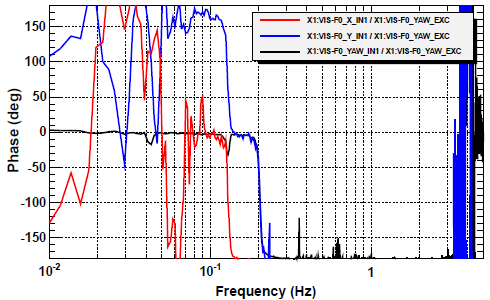 X1:VIS-F0_X_IN1 / X1:VIS-F0_YAW_EXC
X1:VIS-F0_Y_IN1 / X1:VIS-F0_YAW_EXC
X1:VIS-F0_YAW_IN1 / X1:VIS-F0_YAW_EXC
Phase (deg)
150
100
50
0
-50
-100
-150
10⁻² 10⁻¹ 1
Frequency (Hz)